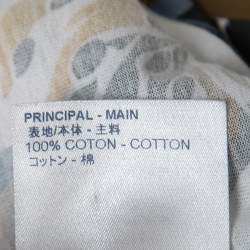 PRINCIPAL - MAIN
表地/本体 - 主料
100% COTON - COTTON
コットン - 棉